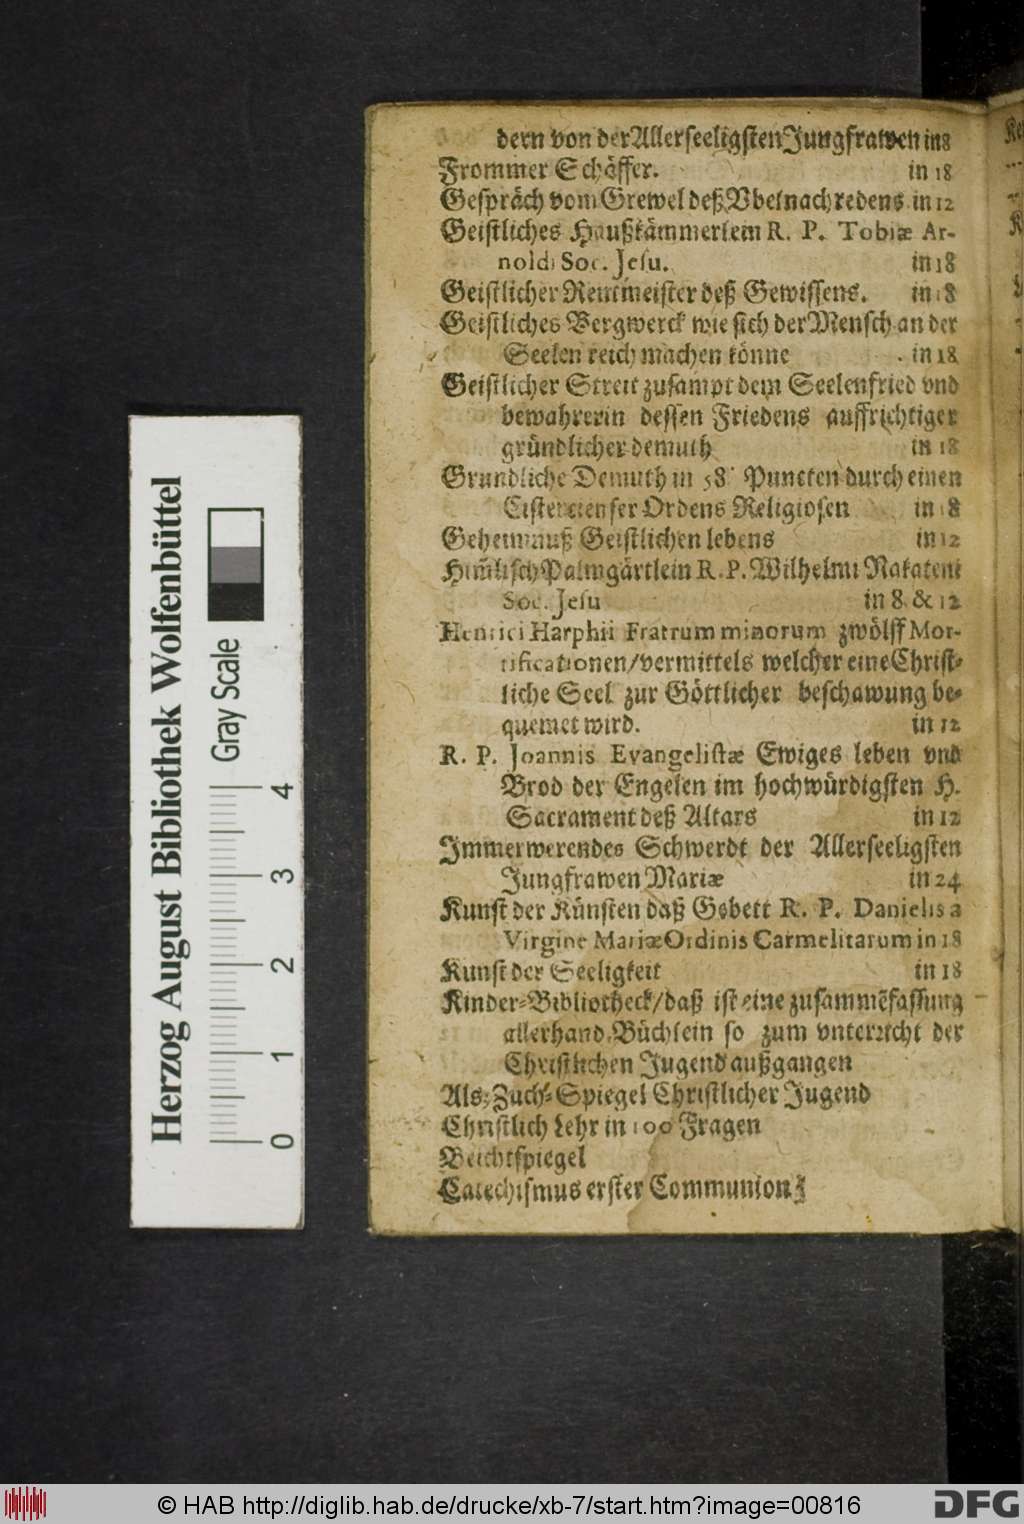 dern von der Allerseeligsten Jungfrawen in 8
Frommer Schäffer. in 18
Gespräch vom Grewel deß Vbelnachredens in 12
Geistliches Haußkämmerlein R. P. Tobiæ Ar-
noldi Soc. Jesu. in 18
Geistlicher Rentmeister deß Gewissens. in 18
Geistliches Bergwerck wie sich der Mensch an der
Seelen reich machen könne in 18
Geistlicher Streit zusampt dem Seelenfried vnd
bewahrerin dessen Friedens auffrichtiger
gründlicher demuth in 18
Grundliche Demuth in 58 Puncten durch einen
Cistercienser Ordens Religiosen in 18
Geheimnuß Geistlichen lebens in 12
Him̃lisch Palmgärtlein R. P. Wilhelmi Nakateni
Soc. Jesu in 8. & 12
Henrici Harphii Fratrum minorum zwölff Mor-
tificationen/vermittels welcher eine Christ-
liche Seel zur Göttlicher beschawung be-
quemet wird. in 12
R. P. Joannis Evangelistæ Ewiges leben vnd
Brod der Engelen im hochwürdigsten H.
Sacrament deß Altars in 12
Immerwerendes Schwerdt der Allerseeligsten
Jungfrawen Mariæ in 24
Kunst der Künsten daß Gebett R. P. Danielis a
Virgine Mariæ Ordinis Carmelitarum in 18
Kunst der Seeligkeit in 18
Kinder-Bibliotheck/daß ist eine zusammẽfassung
allerhand Büchlein so zum vnterricht der
Christlichen Jugend außgangen
Als, Zucht-Spiegel Christlicher Jugend
Christlich Lehr in 100 Fragen
Beichtspiegel
Catechismus erster Communion
Herzog August Bibliothek Wolfenbüttel
Gray Scale
0 1 2 3 4
© HAB http://diglib.hab.de/drucke/xb-7/start.htm?image=00816
DFG